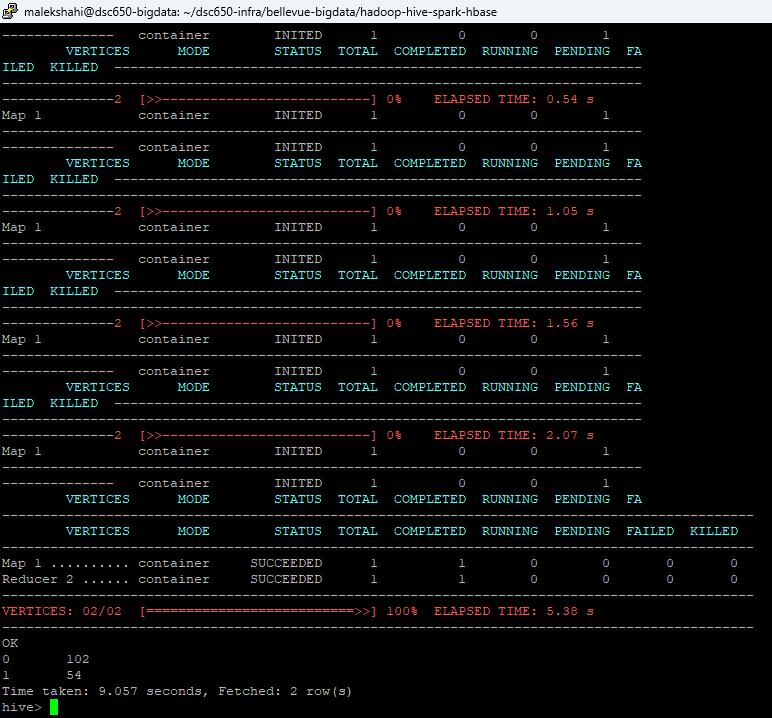 malekshahi@dsc650-bigdata: ~/dsc650-infra/bellevue-bigdata/hadoop-hive-spark-hbase
--------------   container        INITED      1          0        0        1
        VERTICES      MODE        STATUS  TOTAL  COMPLETED  RUNNING  PENDING  FA
ILED  KILLED  ------------------------------------------------------------------
--------------------------------------------------------------------------------
--------------2  [>>--------------------------] 0%    ELAPSED TIME: 0.54 s
Map 1            container        INITED      1          0        0        1
--------------------------------------------------------------------------------
--------------   container        INITED      1          0        0        1
        VERTICES      MODE        STATUS  TOTAL  COMPLETED  RUNNING  PENDING  FA
ILED  KILLED  ------------------------------------------------------------------
--------------------------------------------------------------------------------
--------------2  [>>--------------------------] 0%    ELAPSED TIME: 1.05 s
Map 1            container        INITED      1          0        0        1
--------------------------------------------------------------------------------
--------------   container        INITED      1          0        0        1
        VERTICES      MODE        STATUS  TOTAL  COMPLETED  RUNNING  PENDING  FA
ILED  KILLED  ------------------------------------------------------------------
--------------------------------------------------------------------------------
--------------2  [>>--------------------------] 0%    ELAPSED TIME: 1.56 s
Map 1            container        INITED      1          0        0        1
--------------------------------------------------------------------------------
--------------   container        INITED      1          0        0        1
        VERTICES      MODE        STATUS  TOTAL  COMPLETED  RUNNING  PENDING  FA
ILED  KILLED  ------------------------------------------------------------------
--------------------------------------------------------------------------------
--------------2  [>>--------------------------] 0%    ELAPSED TIME: 2.07 s
Map 1            container        INITED      1          0        0        1
--------------------------------------------------------------------------------
--------------   container        INITED      1          0        0        1
        VERTICES      MODE        STATUS  TOTAL  COMPLETED  RUNNING  PENDING  FA
----------------------------------------------------------------------------------------------
        VERTICES      MODE        STATUS  TOTAL  COMPLETED  RUNNING  PENDING  FAILED  KILLED
----------------------------------------------------------------------------------------------
Map 1 .......... container     SUCCEEDED      1          1        0        0       0       0
Reducer 2 ...... container     SUCCEEDED      1          1        0        0       0       0
----------------------------------------------------------------------------------------------
VERTICES: 02/02  [==========================>>] 100%  ELAPSED TIME: 5.38 s
----------------------------------------------------------------------------------------------
OK
0       102
1       54
Time taken: 9.057 seconds, Fetched: 2 row(s)
hive>